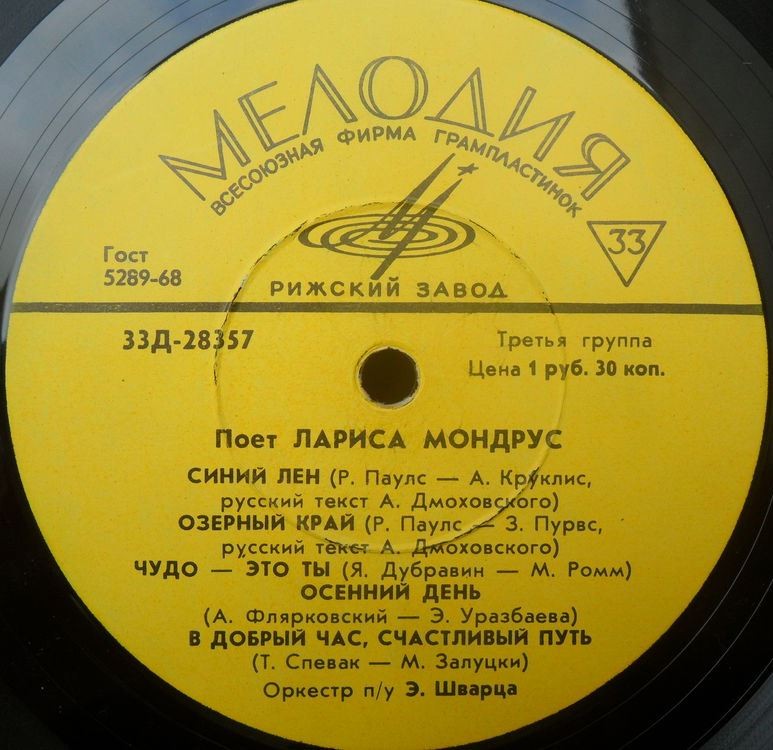 МЕЛОДИЯ
ВСЕСОЮЗНАЯ ФИРМА ГРАМПЛАСТИНОК
33
Гост
5289-68
РИЖСКИЙ ЗАВОД
33Д-28357
Третья группа
Цена 1 руб. 30 коп.
Поет ЛАРИСА МОНДРУС
СИНИЙ ЛЕН (Р. Паулс — А. Круклис,
русский текст А. Дмоховского)
ОЗЕРНЫЙ КРАЙ (Р. Паулс — З. Пурвс,
русский текст А. Дмоховского)
ЧУДО — ЭТО ТЫ (Я. Дубравин — М. Ромм)
ОСЕННИЙ ДЕНЬ
(А. Флярковский — Э. Уразбаева)
В ДОБРЫЙ ЧАС, СЧАСТЛИВЫЙ ПУТЬ
(Т. Спевак — М. Залуцки)
Оркестр п/у Э. Шварца